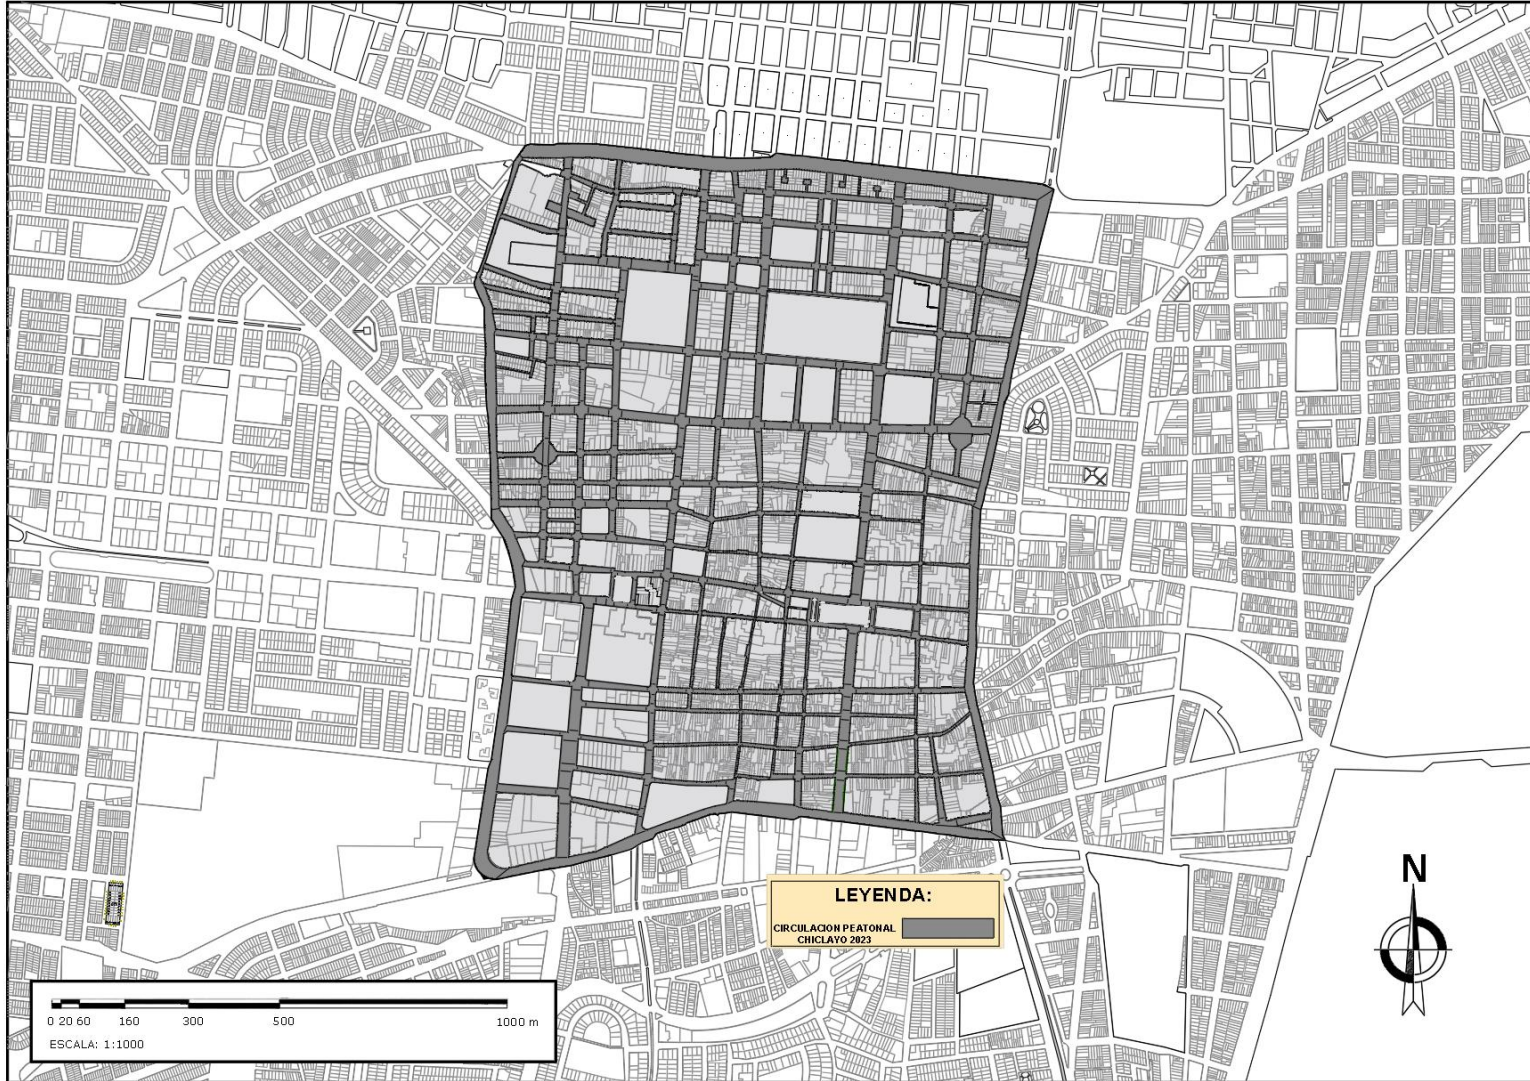 N
LEYENDA:
CIRCULACION PEATONAL
CHICLAYO 2023
0 20 60 160 300 500 1000 m
ESCALA: 1:1000